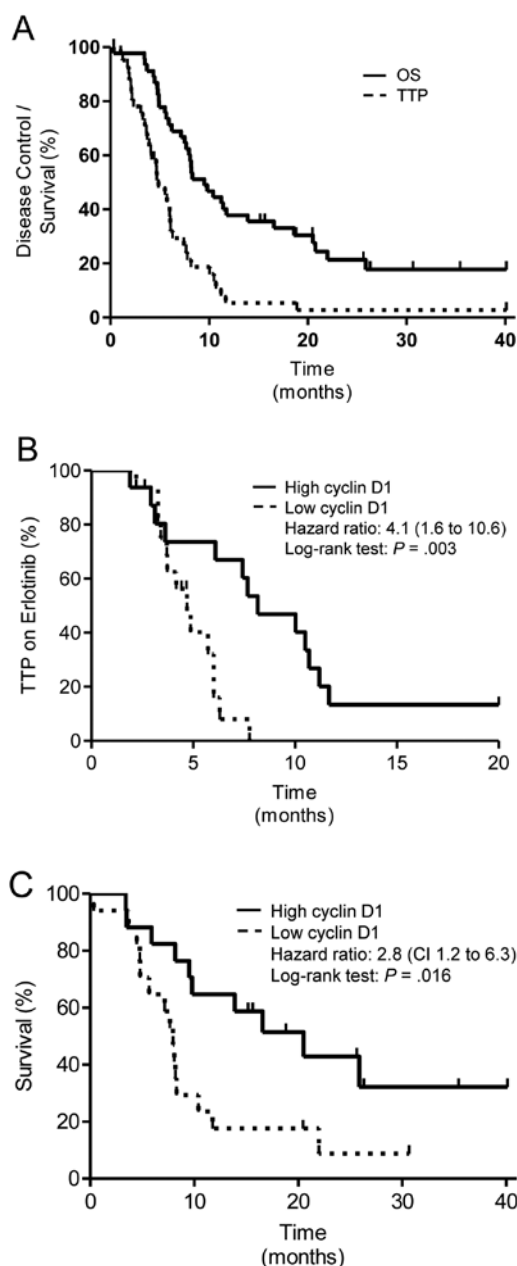 A
Disease Control /
Survival (%)
100
80
60
40
20
0
OS
TTP
0 10 20 30 40
Time
(months)
B
TTP on Erlotinib (%)
100
80
60
40
20
0
High cyclin D1
Low cyclin D1
Hazard ratio: 4.1 (1.6 to 10.6)
Log-rank test: P = .003
0 5 10 15 20
Time
(months)
C
Survival (%)
100
80
60
40
20
0
High cyclin D1
Low cyclin D1
Hazard ratio: 2.8 (CI 1.2 to 6.3)
Log-rank test: P = .016
0 10 20 30 40
Time
(months)